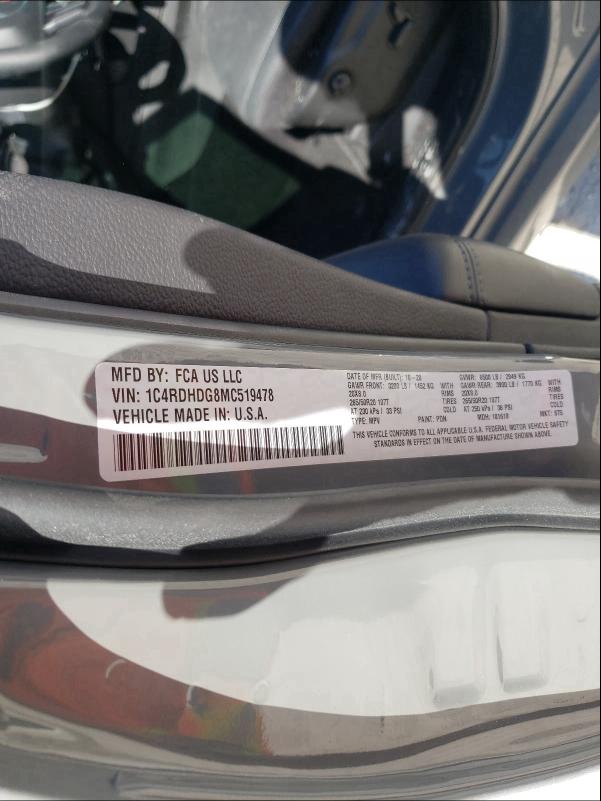 MFD BY: FCA US LLC
VIN: 1C4RDHDG8MC519478
VEHICLE MADE IN U.S.A.
DATE OF MFR (BUILT): 10-20 GVWR: 6500 LB / 2949 KG
GAWR FRONT: 3200 LB / 1452 KG WITH GAWR REAR: 3900 LB / 1770 KG WITH
20X8.0 RIMS 20X8.0 RIMS
265/50R20 107T TIRES 265/50R20 107T TIRES
AT 230 kPa / 33 PSI COLD AT 250 kPa / 36 PSI COLD
TYPE: MPV PAINT: PDN MDH: 101618 MKT: 97S
THIS VEHICLE CONFORMS TO ALL APPLICABLE U.S.A. FEDERAL MOTOR VEHICLE SAFETY
STANDARDS IN EFFECT ON THE DATE OF MANUFACTURE SHOWN ABOVE.